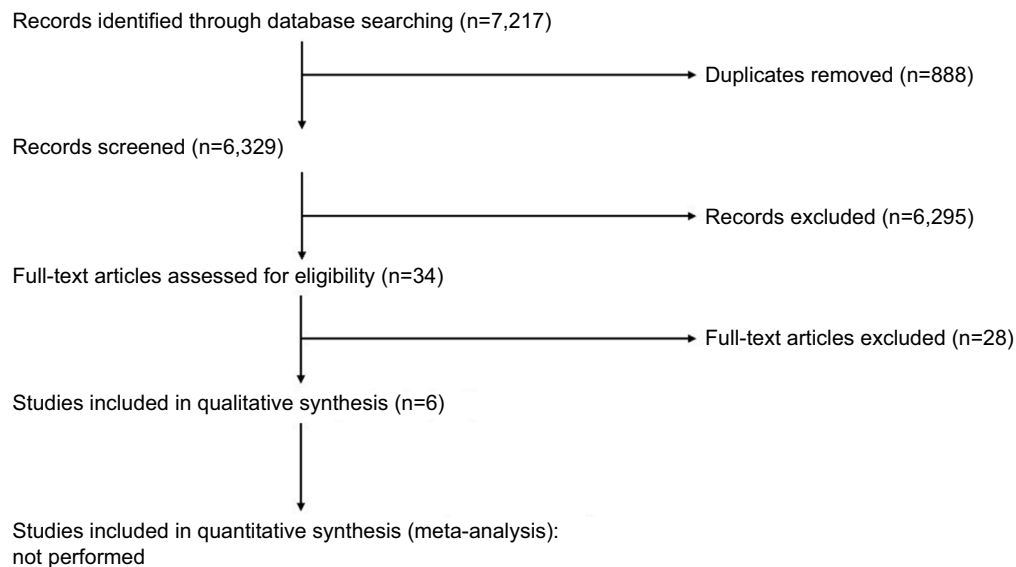 Records identified through database searching (n=7,217)
Duplicates removed (n=888)
Records screened (n=6,329)
Records excluded (n=6,295)
Full-text articles assessed for eligibility (n=34)
Full-text articles excluded (n=28)
Studies included in qualitative synthesis (n=6)
Studies included in quantitative synthesis (meta-analysis):
not performed